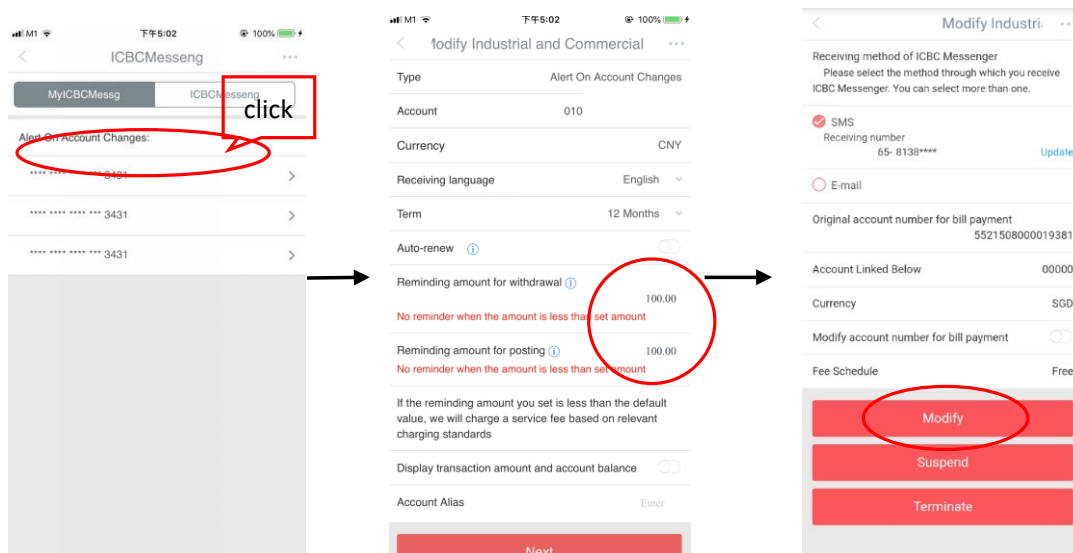 M1 下午5:02 100%
ICBCMesseng
MyICBCMessg ICBCMesseng
click
Alert On Account Changes:
**** **** **** *** 3431
**** **** **** *** 3431
**** **** **** *** 3431
M1 下午5:02 100%
Modify Industrial and Commercial
Type Alert On Account Changes
Account 010
Currency CNY
Receiving language English
Term 12 Months
Auto-renew
Reminding amount for withdrawal
100.00
No reminder when the amount is less than set amount
Reminding amount for posting 100.00
No reminder when the amount is less than set amount
If the reminding amount you set is less than the default
value, we will charge a service fee based on relevant
charging standards
Display transaction amount and account balance
Account Alias Enter
Next
Modify Industri
Receiving method of ICBC Messenger
Please select the method through which you receive
ICBC Messenger. You can select more than one.
SMS
Receiving number
65- 8138**** Update
E-mail
Original account number for bill payment
5521508000019381
Account Linked Below 00000
Currency SGD
Modify account number for bill payment
Fee Schedule Free
Modify
Suspend
Terminate